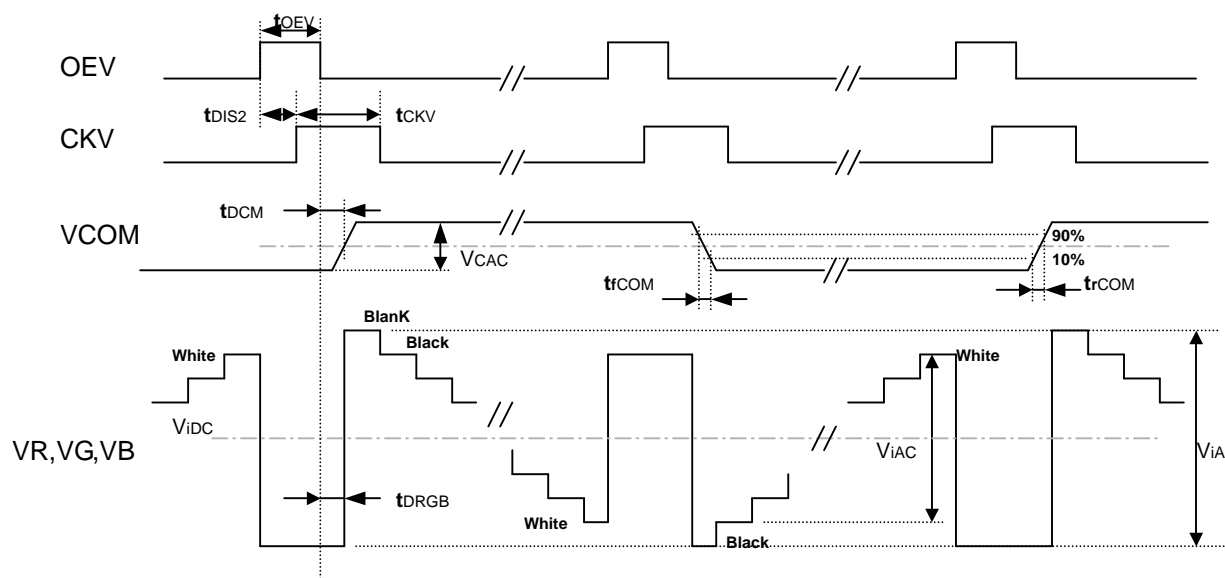 tOEV
OEV
tDIS2 tCKV
CKV
tDCM
VCOM
VCAC
90%
10%
tfCOM
trCOM
BlanK
White
Black
White
ViDC
VR,VG,VB
ViAC
ViA
tDRGB
White
Black